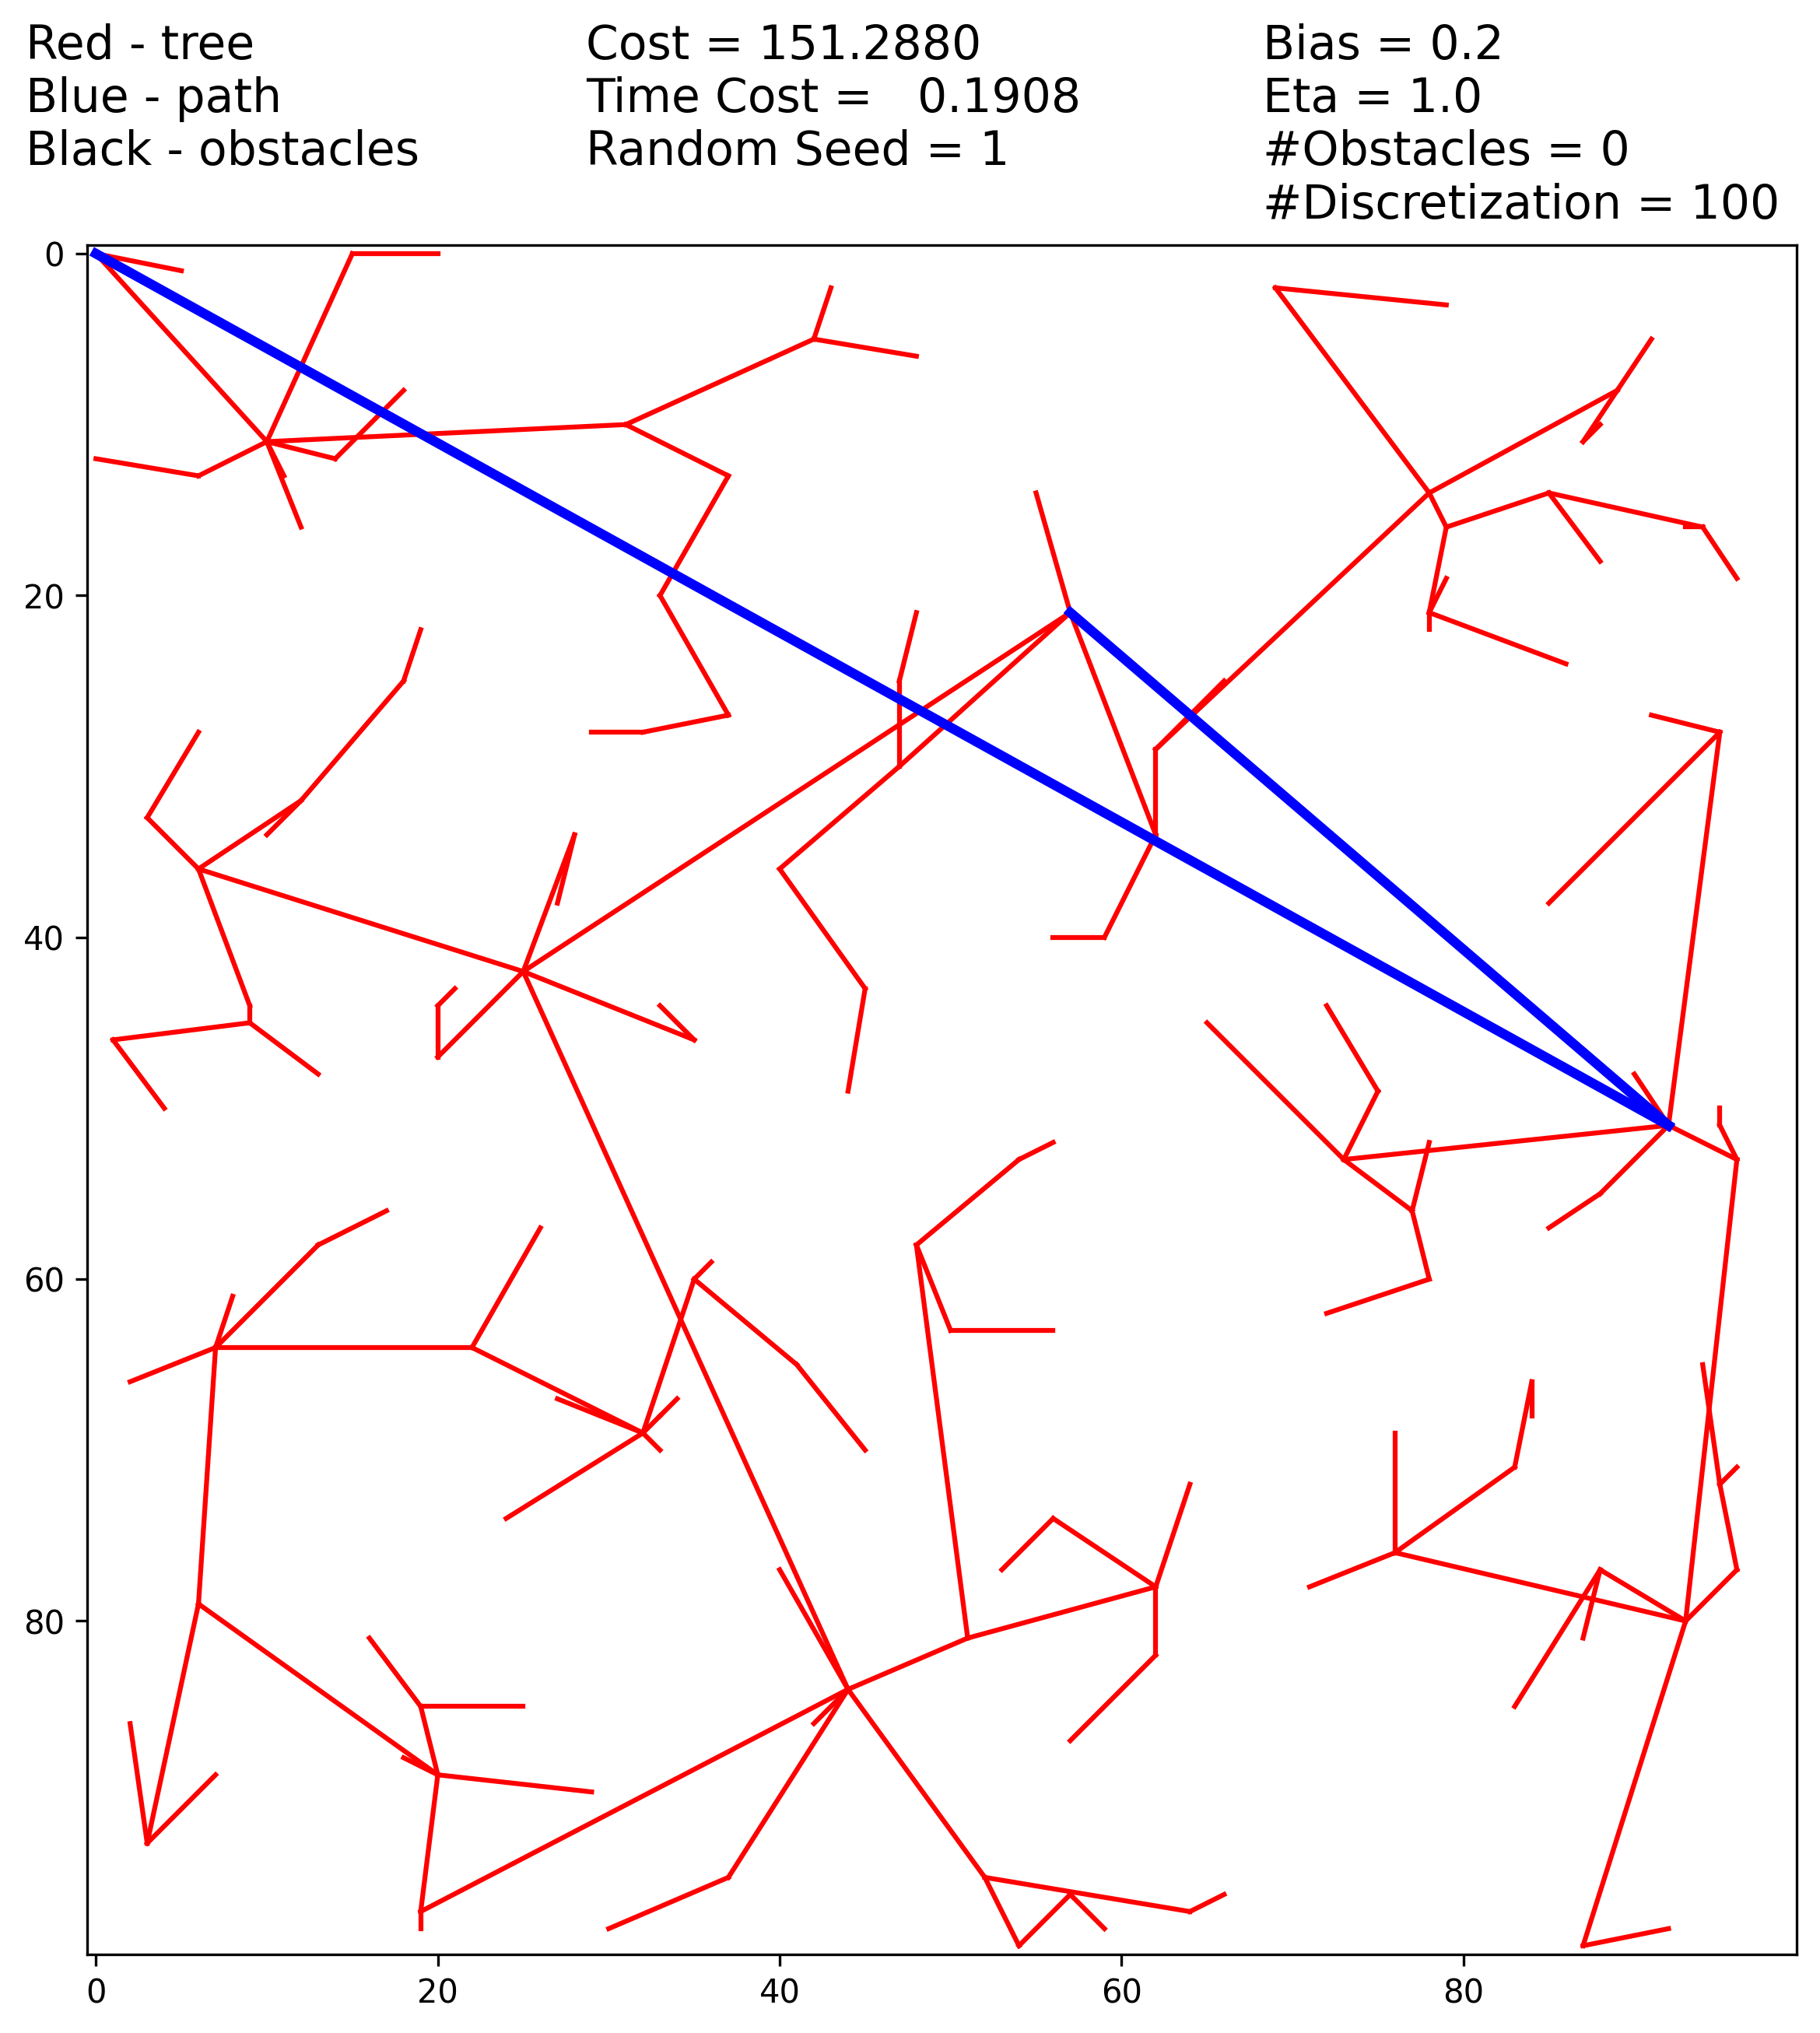 Red - tree
Blue - path
Black - obstacles
Cost = 151.2880
Time Cost =   0.1908
Random Seed = 1
Bias = 0.2
Eta = 1.0
#Obstacles = 0
#Discretization = 100
0
20
40
60
80
0
20
40
60
80